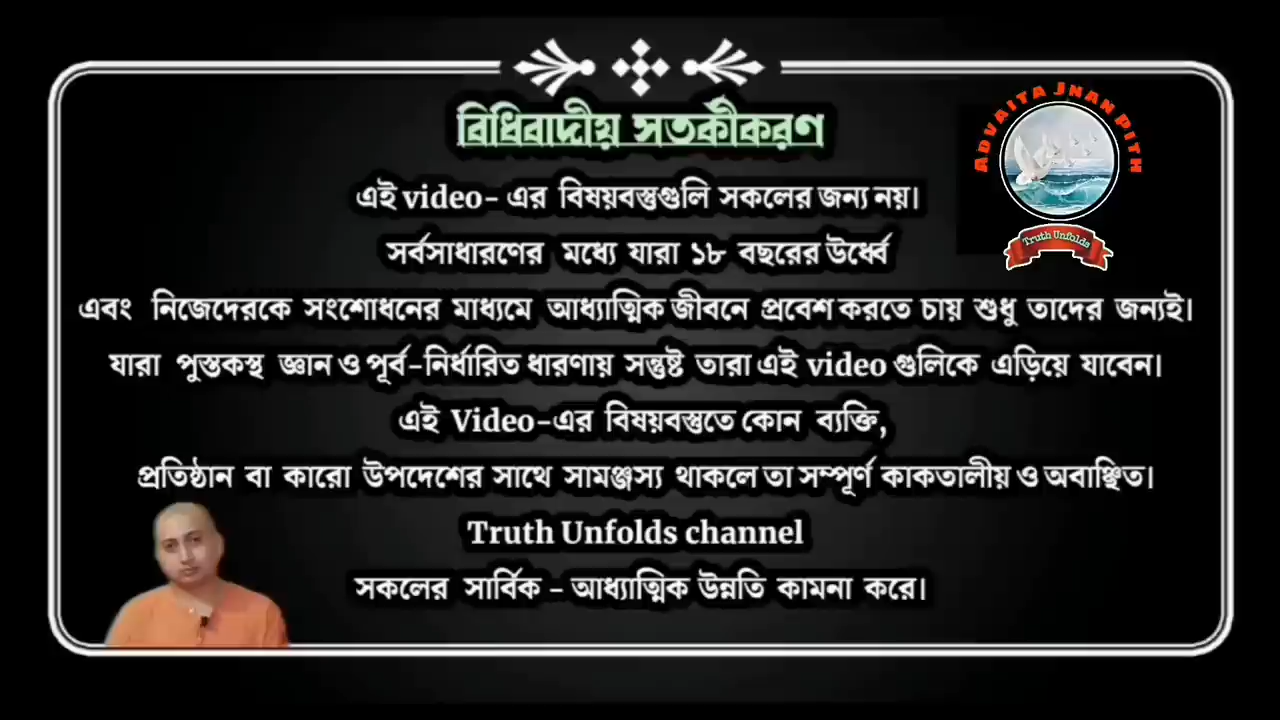 বিধিবাদীয় সতর্কীকরণ
ADVAITA JNAN PITH
Truth Unfolds
এই video- এর বিষয়বস্তুগুলি সকলের জন্য নয়।
সর্বসাধারণের মধ্যে যারা ১৮ বছরের উর্ধ্বে
এবং নিজেদেরকে সংশোধনের মাধ্যমে আধ্যাত্মিক জীবনে প্রবেশ করতে চায় শুধু তাদের জন্যই।
যারা পুস্তকস্থ জ্ঞান ও পূর্ব-নির্ধারিত ধারণায় সন্তুষ্ট তারা এই video গুলিকে এড়িয়ে যাবেন।
এই Video-এর বিষয়বস্তুতে কোন ব্যক্তি,
প্রতিষ্ঠান বা কারো উপদেশের সাথে সামঞ্জস্য থাকলে তা সম্পূর্ণ কাকতালীয় ও অবাঞ্ছিত।
Truth Unfolds channel
সকলের সার্বিক - আধ্যাত্মিক উন্নতি কামনা করে।